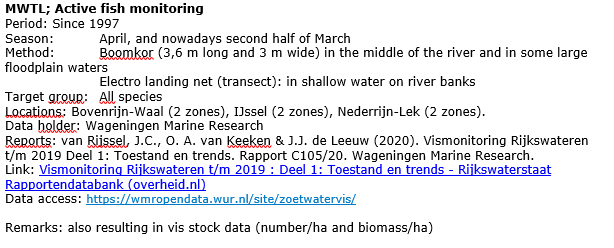 MWTL; Active fish monitoring
Period: Since 1997
Season: April, and nowadays second half of March
Method: Boomkor (3,6 m long and 3 m wide) in the middle of the river and in some large
floodplain waters
Electro landing net (transect): in shallow water on river banks
Target group: All species
Locations: Bovenrijn-Waal (2 zones), IJssel (2 zones), Nederrijn-Lek (2 zones).
Data holder: Wageningen Marine Research
Reports: van Rijssel, J.C., O. A. van Keeken & J.J. de Leeuw (2020). Vismonitoring Rijkswateren
t/m 2019 Deel 1: Toestand en trends. Rapport C105/20. Wageningen Marine Research.
Link: Vismonitoring Rijkswateren t/m 2019 : Deel 1: Toestand en trends - Rijkswaterstaat
Rapportendatabank (overheid.nl)
Data access: https://wmropendata.wur.nl/site/zoetwatervis/
Remarks: also resulting in vis stock data (number/ha and biomass/ha)